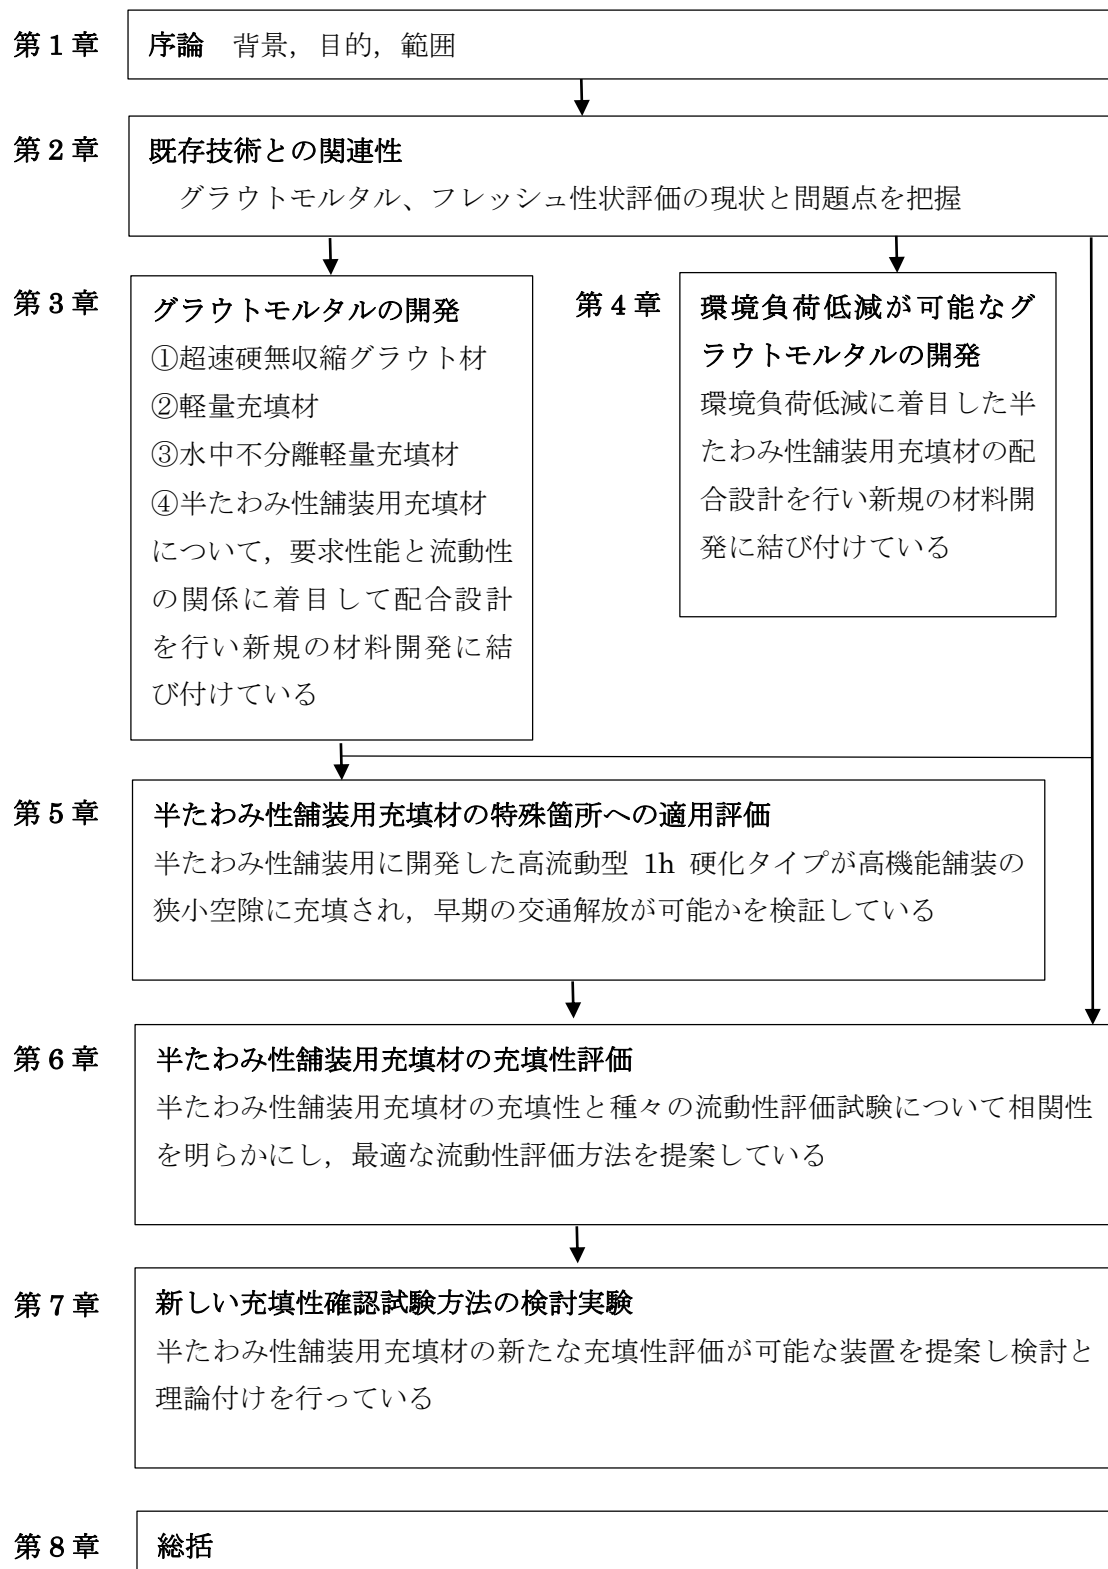 第 1 章
序論　背景，目的，範囲
第 2 章
既存技術との関連性
グラウトモルタル、フレッシュ性状評価の現状と問題点を把握
第 3 章
グラウトモルタルの開発
①超速硬無収縮グラウト材
②軽量充填材
③水中不分離軽量充填材
④半たわみ性舗装用充填材
について，要求性能と流動性
の関係に着目して配合設計
を行い新規の材料開発に結
び付けている
第 4 章
環境負荷低減が可能なグ
ラウトモルタルの開発
環境負荷低減に着目した半
たわみ性舗装用充填材の配
合設計を行い新規の材料開
発に結び付けている
第 5 章
半たわみ性舗装用充填材の特殊箇所への適用評価
半たわみ性舗装用に開発した高流動型 1h 硬化タイプが高機能舗装の
狭小空隙に充填され，早期の交通解放が可能かを検証している
第 6 章
半たわみ性舗装用充填材の充填性評価
半たわみ性舗装用充填材の充填性と種々の流動性評価試験について相関性
を明らかにし，最適な流動性評価方法を提案している
第 7 章
新しい充填性確認試験方法の検討実験
半たわみ性舗装用充填材の新たな充填性評価が可能な装置を提案し検討と
理論付けを行っている
第 8 章
総括